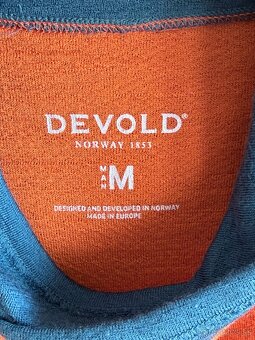 DEVOLD®
NORWAY 1853
MAN M
DESIGNED AND DEVELOPED IN NORWAY
MADE IN EUROPE